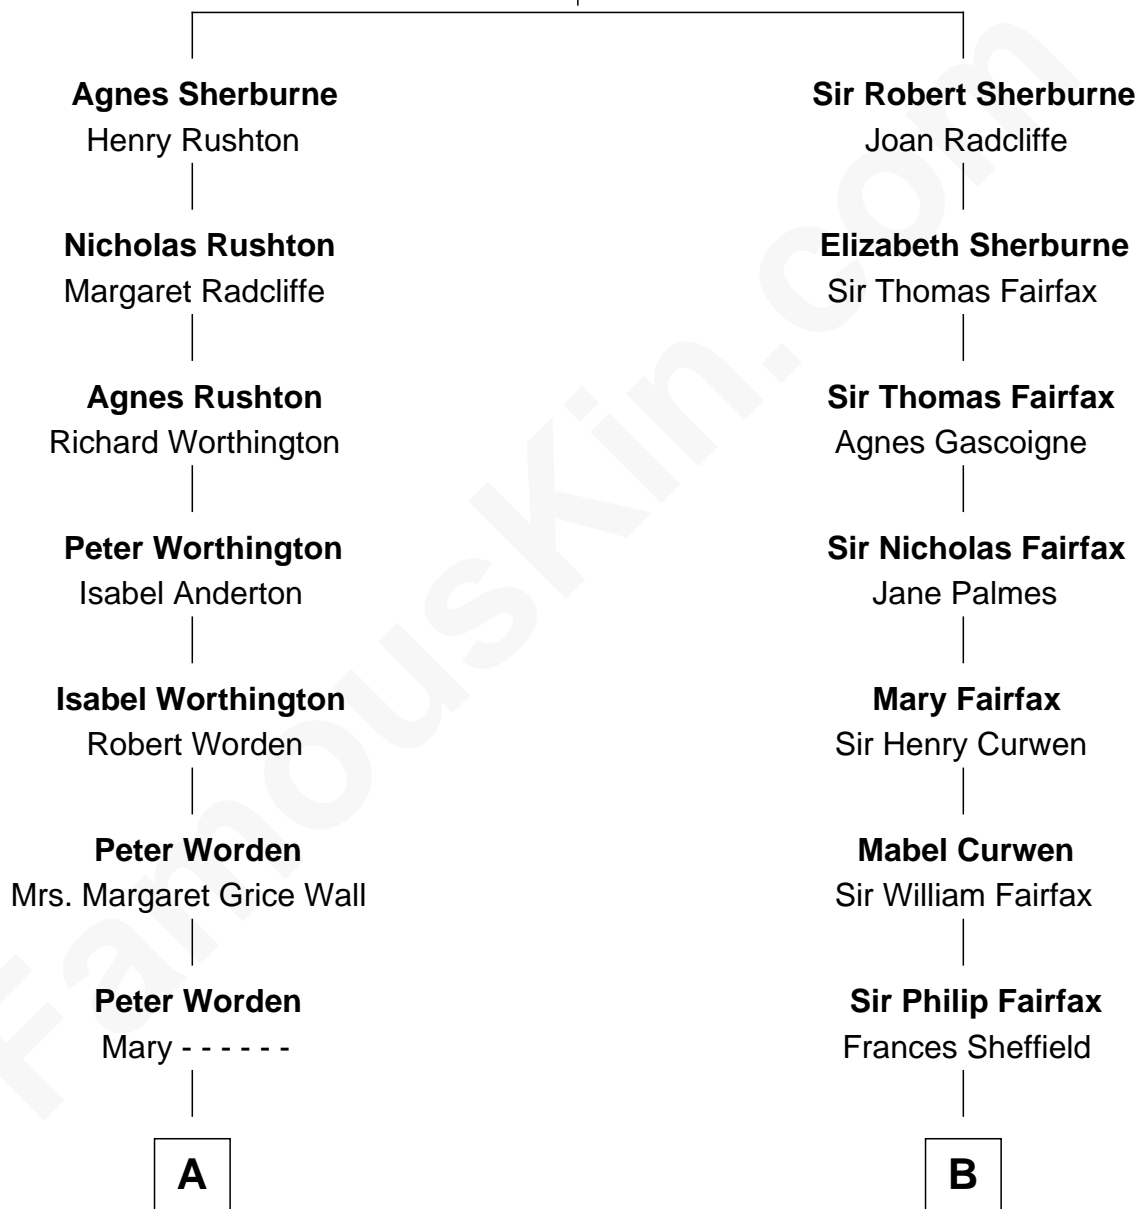 Agnes Sherburne
Henry Rushton
Nicholas Rushton
Margaret Radcliffe
Agnes Rushton
Richard Worthington
Peter Worthington
Isabel Anderton
Isabel Worthington
Robert Worden
Peter Worden
Mrs. Margaret Grice Wall
Peter Worden
Mary - - - - - -
A
Sir Robert Sherburne
Joan Radcliffe
Elizabeth Sherburne
Sir Thomas Fairfax
Sir Thomas Fairfax
Agnes Gascoigne
Sir Nicholas Fairfax
Jane Palmes
Mary Fairfax
Sir Henry Curwen
Mabel Curwen
Sir William Fairfax
Sir Philip Fairfax
Frances Sheffield
B
FamousKin.com